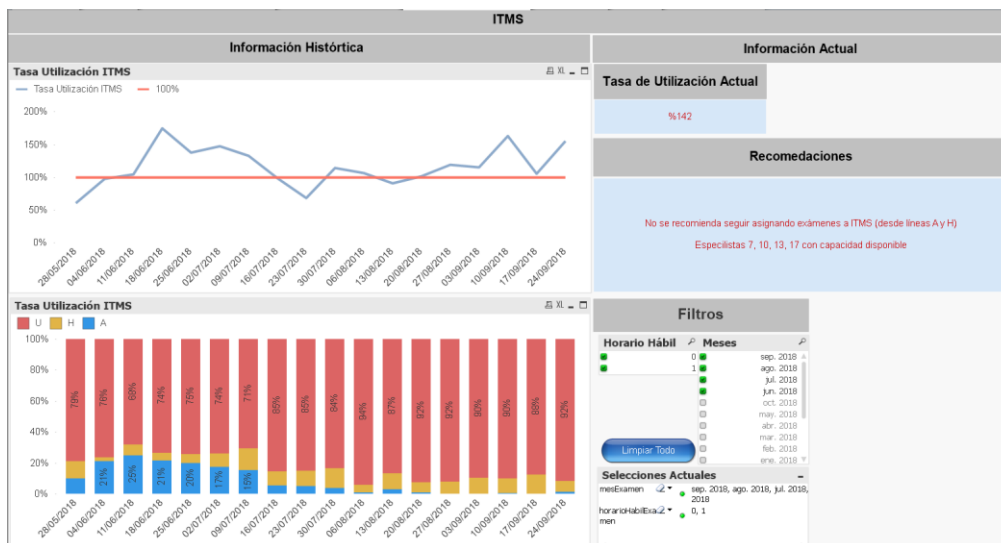 ITMS
Información Histórtica
Información Actual
Tasa Utilización ITMS
XL
Tasa Utilización ITMS
100%
200%
150%
100%
50%
0%
28/05/2018
04/06/2018
11/06/2018
18/06/2018
25/06/2018
02/07/2018
09/07/2018
16/07/2018
23/07/2018
30/07/2018
06/08/2018
13/08/2018
20/08/2018
27/08/2018
03/09/2018
10/09/2018
17/09/2018
24/09/2018
Tasa de Utilización Actual
%142
Recomedaciones
No se recomienda seguir asignando exámenes a ITMS (desde líneas A y H)
Especilistas 7, 10, 13, 17 con capacidad disponible
Tasa Utilización ITMS
XL
U H A
100%
80%
60%
40%
20%
0%
79% 76% 68% 74% 75% 74% 71% 86% 85% 84% 94% 87% 92% 92% 90% 90% 88% 92%
21% 25% 21% 20% 17% 15%
28/05/2018
04/06/2018
11/06/2018
18/06/2018
25/06/2018
02/07/2018
09/07/2018
16/07/2018
23/07/2018
30/07/2018
06/08/2018
13/08/2018
20/08/2018
27/08/2018
03/09/2018
10/09/2018
17/09/2018
24/09/2018
Filtros
Horario Hábil
0
1
Limpiar Todo
Meses
sep. 2018
ago. 2018
jul. 2018
jun. 2018
oct. 2018
may. 2018
abr. 2018
mar. 2018
feb. 2018
ene. 2018
Selecciones Actuales
mesExamen
sep. 2018, ago. 2018, jul. 2018,
2018
horarioHabilExa
men
0, 1